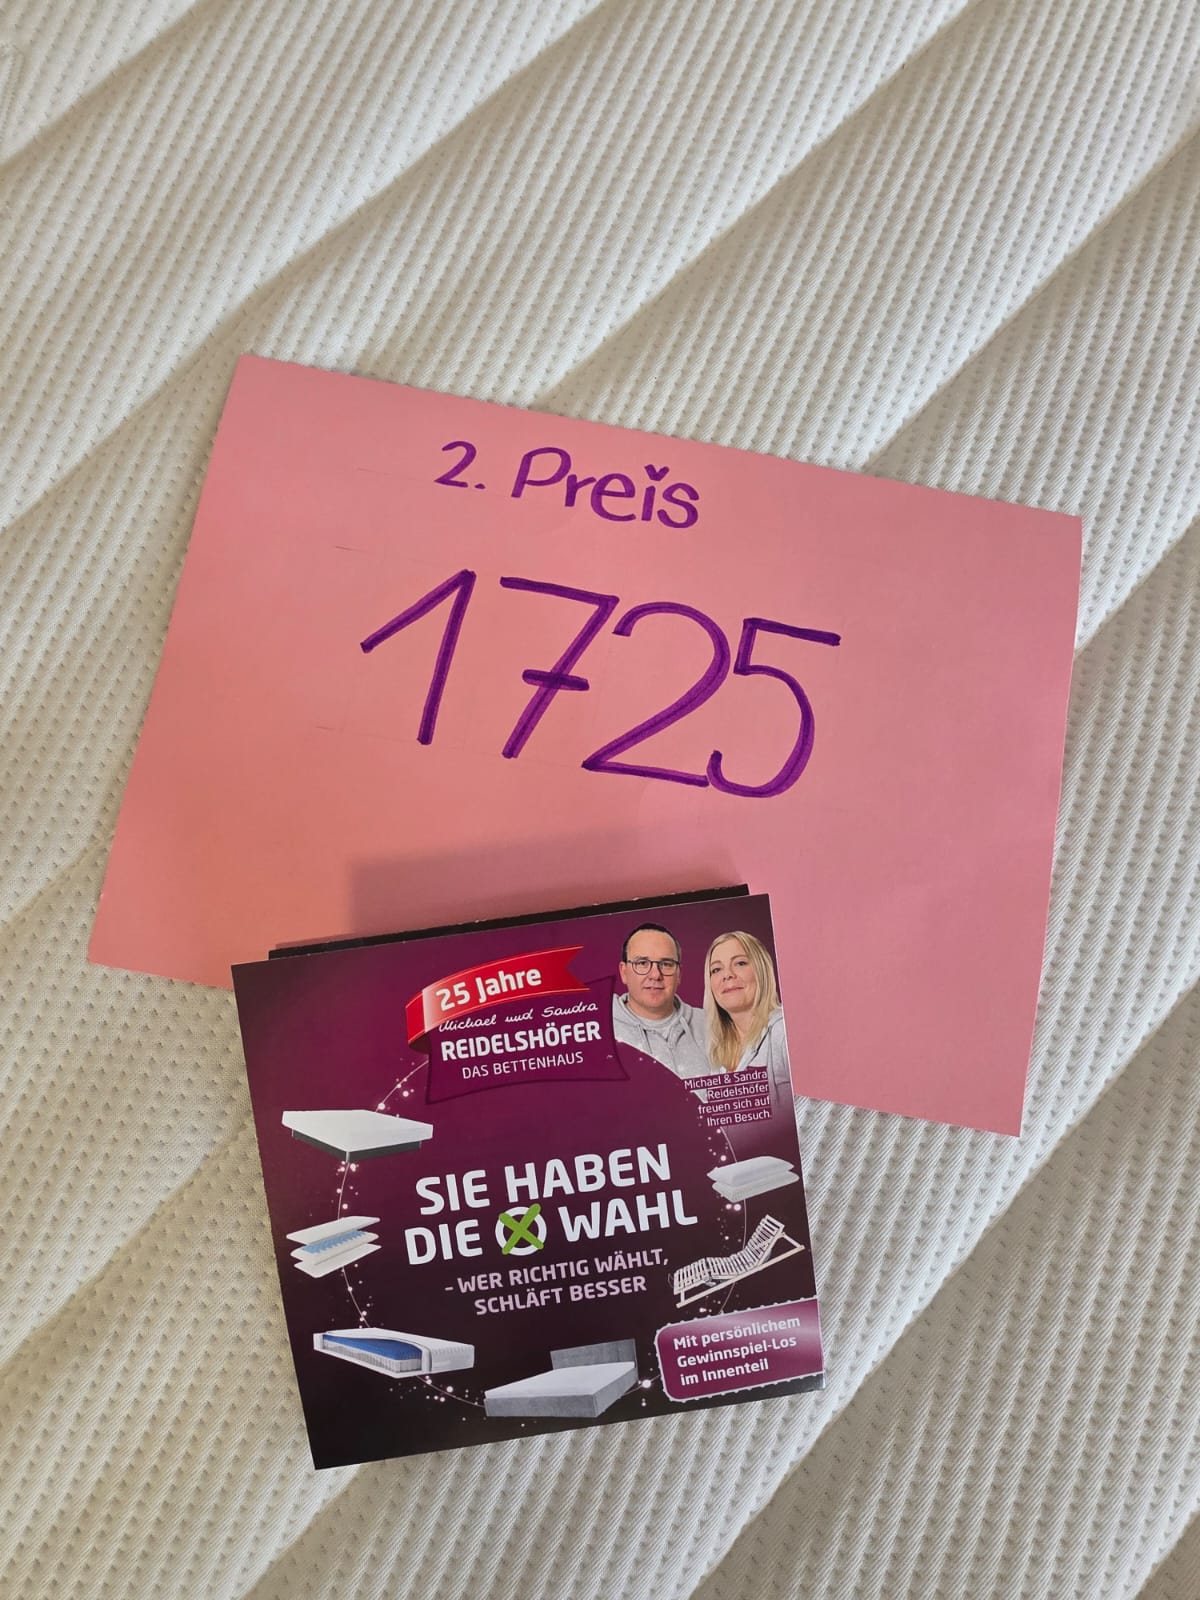 2. Preis
1725
25 Jahre
Michael und Sandra
REIDELSHÖFER
DAS BETTENHAUS
Michael & Sandra
Reidelshöfer
freuen sich auf
Ihren Besuch.
SIE HABEN
DIE WAHL
- WER RICHTIG WÄHLT,
SCHLÄFT BESSER
Mit persönlichem
Gewinnspiel-Los
im Innenteil